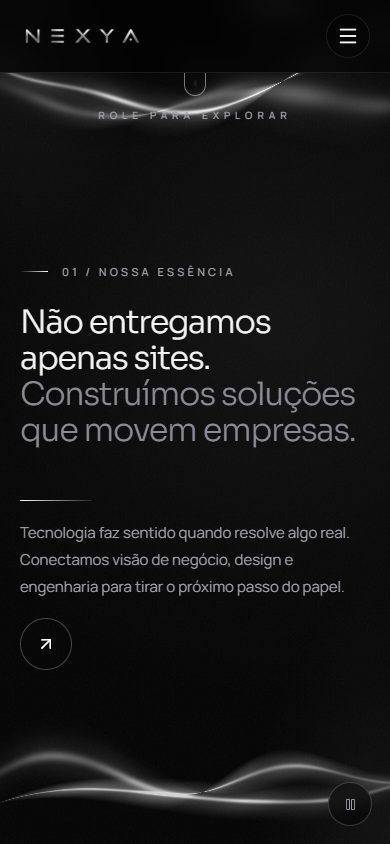 NEXYA
ROLE PARA EXPLORAR
01 / NOSSA ESSÊNCIA
Não entregamos
apenas sites.
Construímos soluções
que movem empresas.
Tecnologia faz sentido quando resolve algo real.
Conectamos visão de negócio, design e
engenharia para tirar o próximo passo do papel.